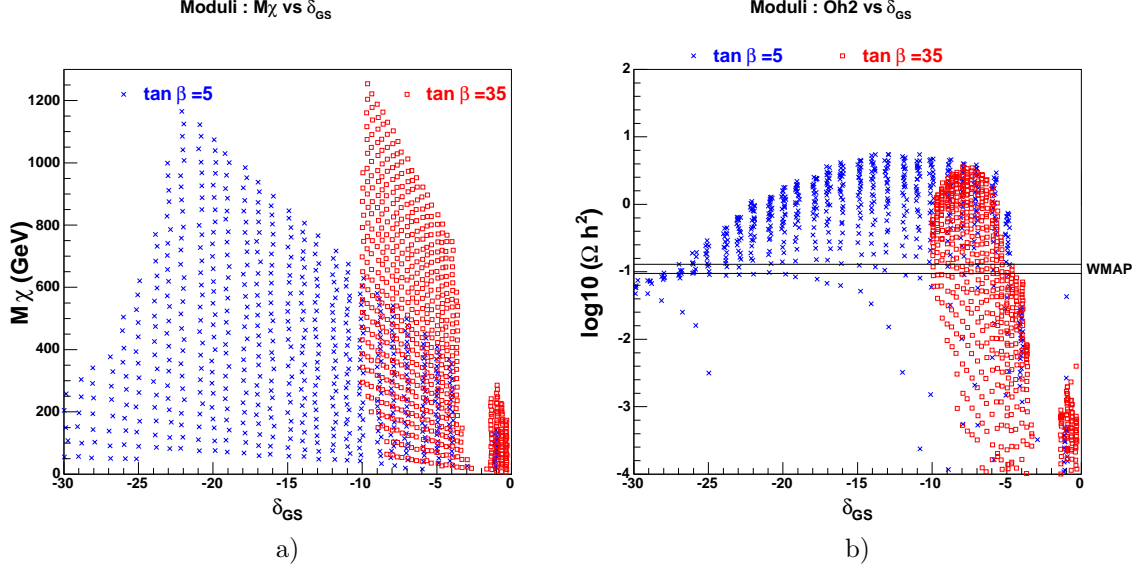 Moduli : Mχ vs δGS
tan β =5
tan β =35
Mχ (GeV)
1200
1000
800
600
400
200
0
-30
-25
-20
-15
-10
-5
0
δGS
a)
Moduli : Oh2 vs δGS
tan β =5
tan β =35
log10 (Ω h²)
2
1
0
-1
-2
-3
-4
WMAP
-30
-25
-20
-15
-10
-5
0
δGS
b)